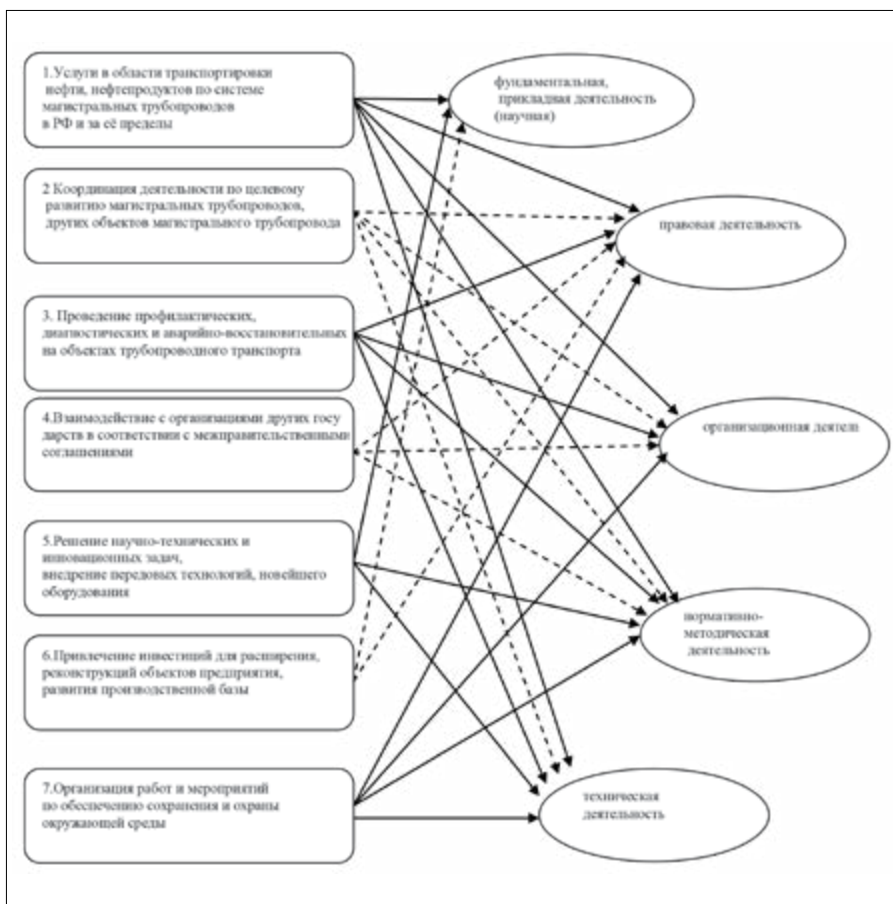 1.Услуги в области транспортировки
нефти, нефтепродуктов по системе
магистральных трубопроводов
в РФ и за её пределы
2 Координация деятельности по целевому
развитию магистральных трубопроводов,
других объектов магистрального трубопровода
3. Проведение профилактических,
диагностических и аварийно-восстановительных
на объектах трубопроводного транспорта
4.Взаимодействие с организациями других госу
дарств в соответствии с межправительственными
соглашениями
5.Решение научно-технических и
инновационных задач,
внедрение передовых технологий, новейшего
оборудования
6.Привлечение инвестиций для расширения,
реконструкций объектов предприятия,
развития производственной базы
7.Организация работ и мероприятий
по обеспечению сохранения и охраны
окружающей среды
фундаментальная,
прикладная деятельность
(научная)
правовая деятельность
организационная деятель
нормативно-
методическая
деятельность
техническая
деятельность